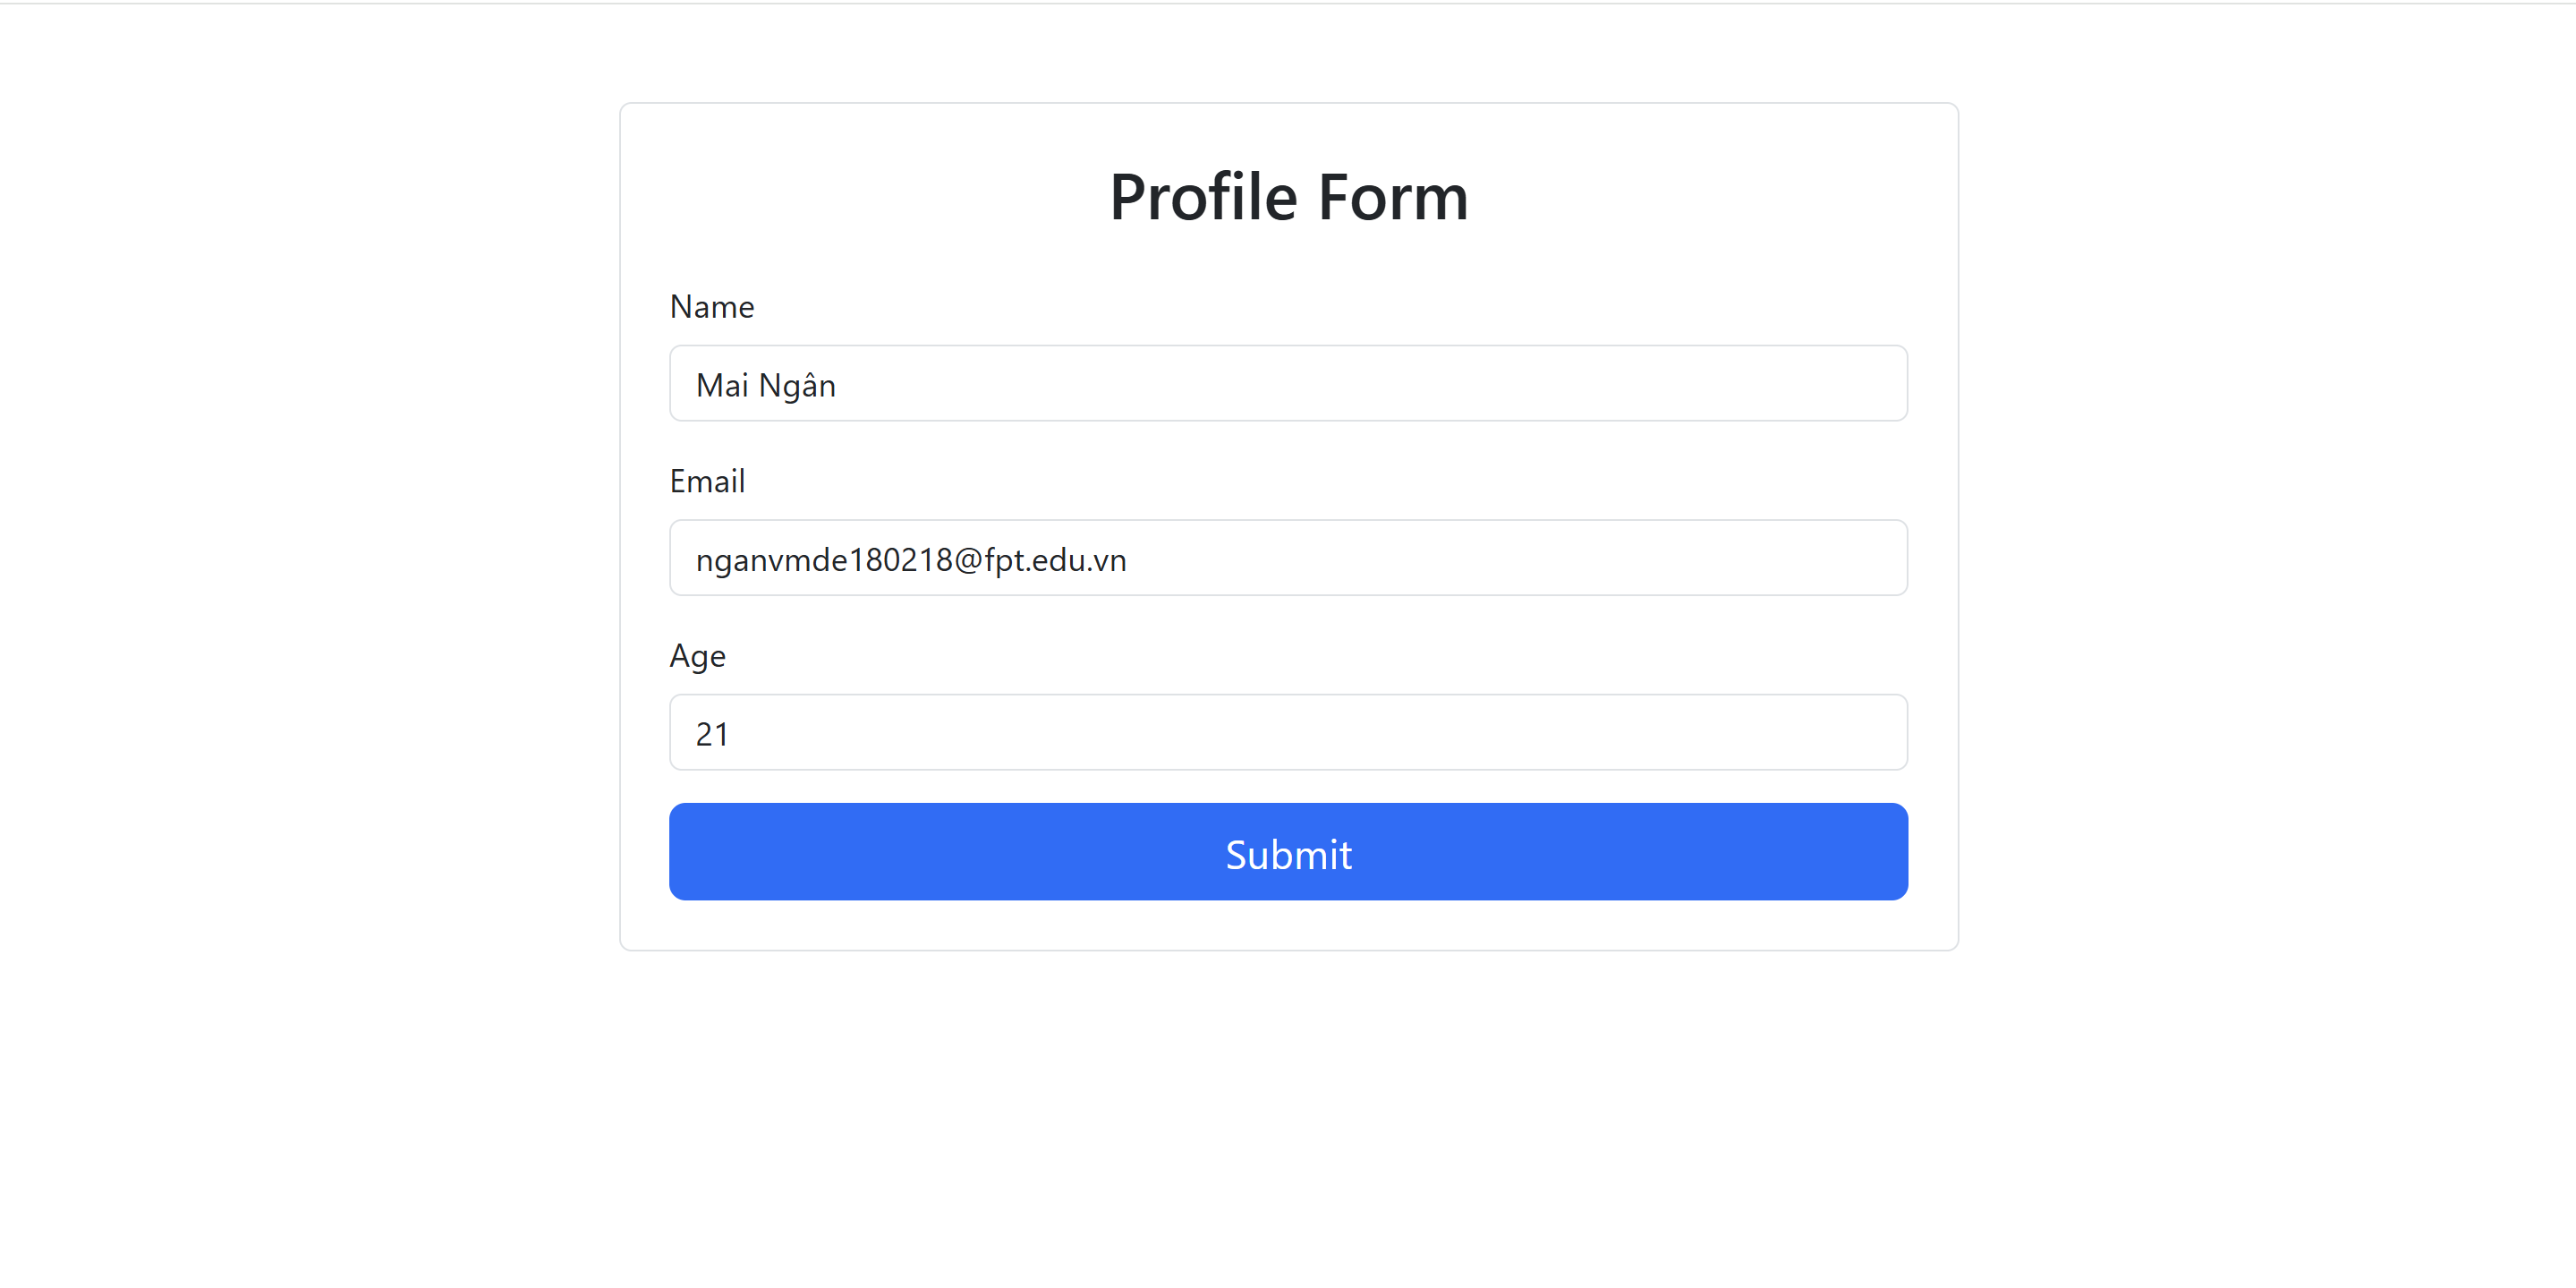 Profile Form
Name
Mai Ngân
Email
nganvmde180218@fpt.edu.vn
Age
21
Submit